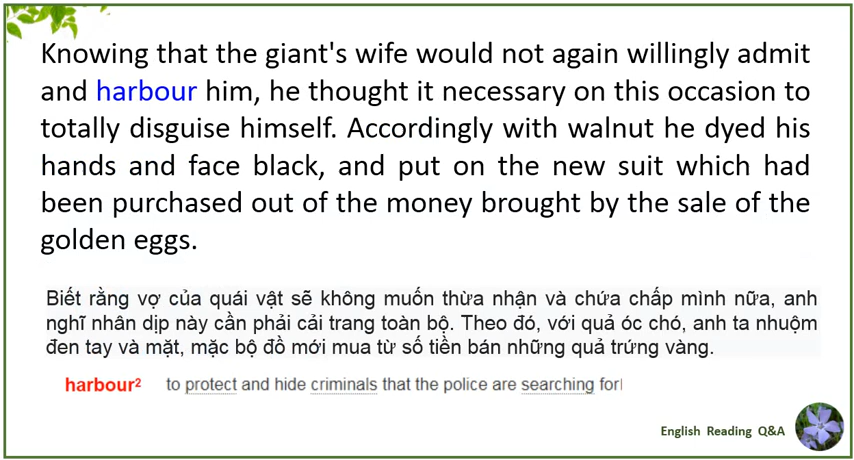 Knowing that the giant's wife would not again willingly admit
and harbour him, he thought it necessary on this occasion to
totally disguise himself. Accordingly with walnut he dyed his
hands and face black, and put on the new suit which had
been purchased out of the money brought by the sale of the
golden eggs.
Biết rằng vợ của quái vật sẽ không muốn thừa nhận và chứa chấp mình nữa, anh
nghĩ nhân dịp này cần phải cải trang toàn bộ. Theo đó, với quả óc chó, anh ta nhuộm
đen tay và mặt, mặc bộ đồ mới mua từ số tiền bán những quả trứng vàng.
harbour² to protect and hide criminals that the police are searching for
English Reading Q&A